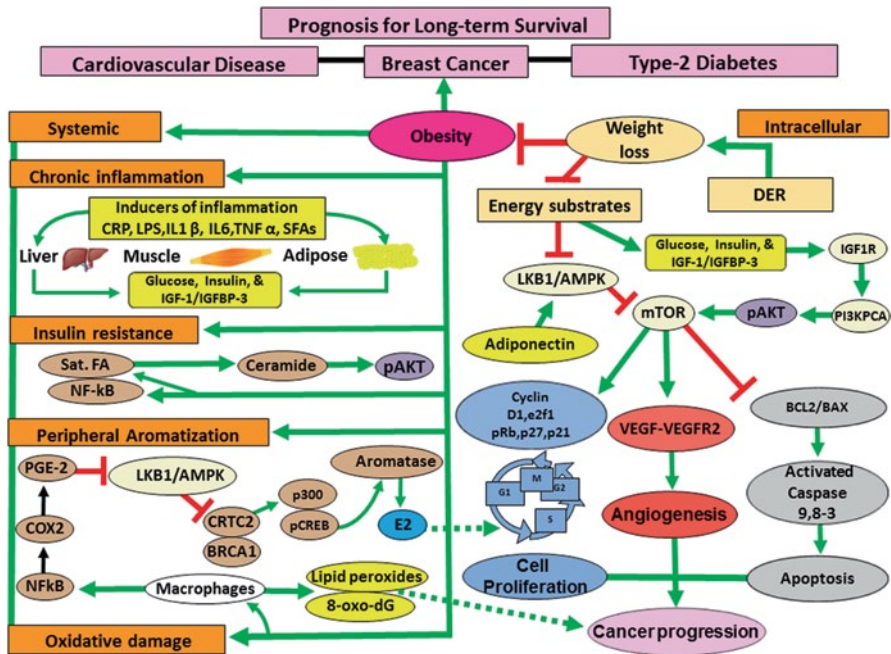 Prognosis for Long-term Survival
Cardiovascular Disease
Breast Cancer
Type-2 Diabetes
Systemic
Obesity
Weight
loss
Intracellular
Chronic inflammation
DER
Inducers of inflammation
CRP, LPS,IL1 β, IL6,TNF α, SFAs
Energy substrates
Liver
Muscle
Adipose
Glucose, Insulin, &
IGF-1/IGFBP-3
Glucose, Insulin, &
IGF-1/IGFBP-3
IGF1R
LKB1/AMPK
mTOR
pAKT
PI3KPCA
Insulin resistance
Adiponectin
Sat. FA
Ceramide
pAKT
NF-kB
Cyclin
D1,e2f1
pRb,p27,p21
VEGF-VEGFR2
BCL2/BAX
Peripheral Aromatization
PGE-2
LKB1/AMPK
Aromatase
p300
pCREB
CRTC2
BRCA1
E2
COX2
NFkB
G1
M
G2
S
Angiogenesis
Activated
Caspase
9,8-3
Macrophages
Lipid peroxides
8-oxo-dG
Cell
Proliferation
Apoptosis
Oxidative damage
Cancer progression